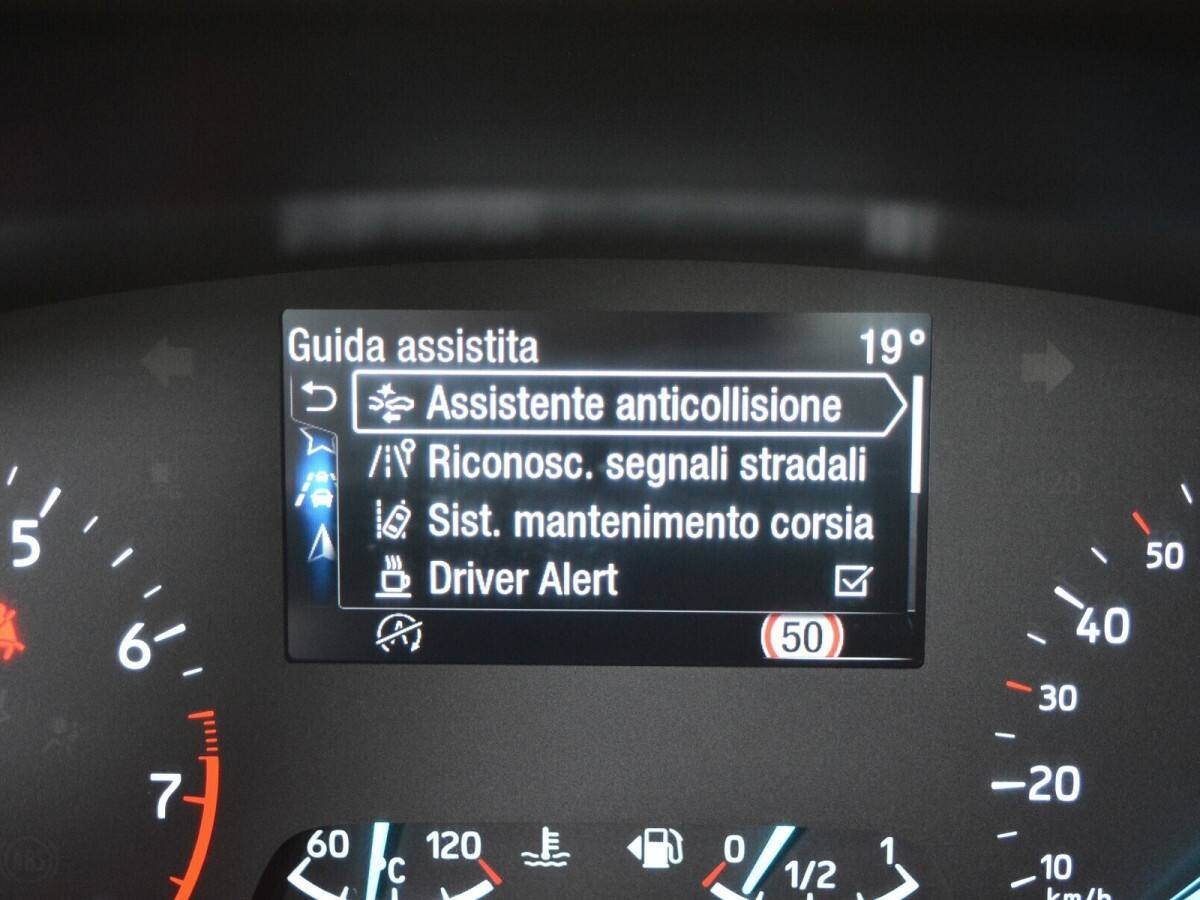 Guida assistita 19°
Assistente anticollisione
Riconosc. segnali stradali
Sist. mantenimento corsia
Driver Alert
A 50
5
6
7
50
40
30
20
10
km/h
60 °C 120
0 1/2 1